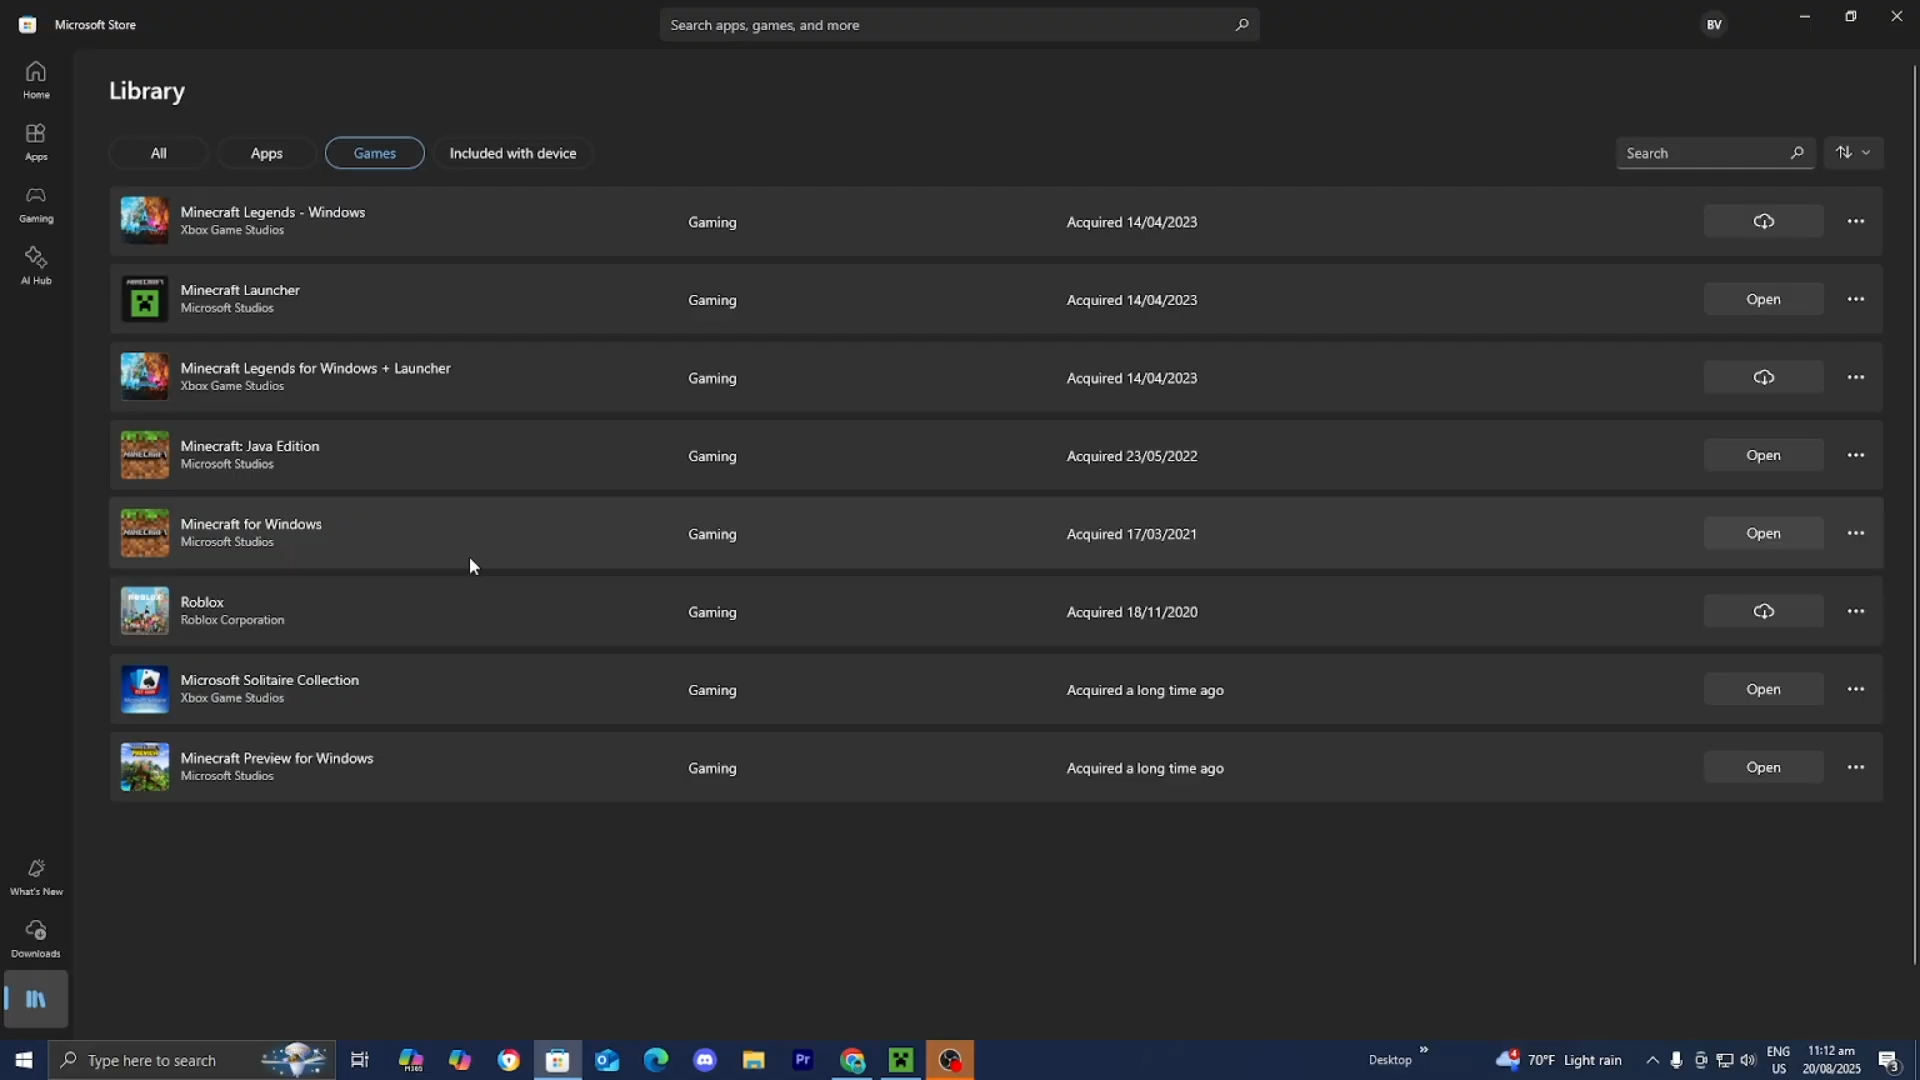 Microsoft Store
Search apps, games, and more
BV
Home
Apps
Gaming
AI Hub
What's New
Downloads
Library
All
Apps
Games
Included with device
Search
Minecraft Legends - Windows
Xbox Game Studios
Gaming
Acquired 14/04/2023
Minecraft Launcher
Microsoft Studios
Gaming
Acquired 14/04/2023
Open
Minecraft Legends for Windows + Launcher
Xbox Game Studios
Gaming
Acquired 14/04/2023
Minecraft: Java Edition
Microsoft Studios
Gaming
Acquired 23/05/2022
Open
Minecraft for Windows
Microsoft Studios
Gaming
Acquired 17/03/2021
Open
Roblox
Roblox Corporation
Gaming
Acquired 18/11/2020
Microsoft Solitaire Collection
Xbox Game Studios
Gaming
Acquired a long time ago
Open
Minecraft Preview for Windows
Microsoft Studios
Gaming
Acquired a long time ago
Open
Type here to search
M365
Pr
Desktop
4
70°F Light rain
ENG
US
11:12 am
20/08/2025
3